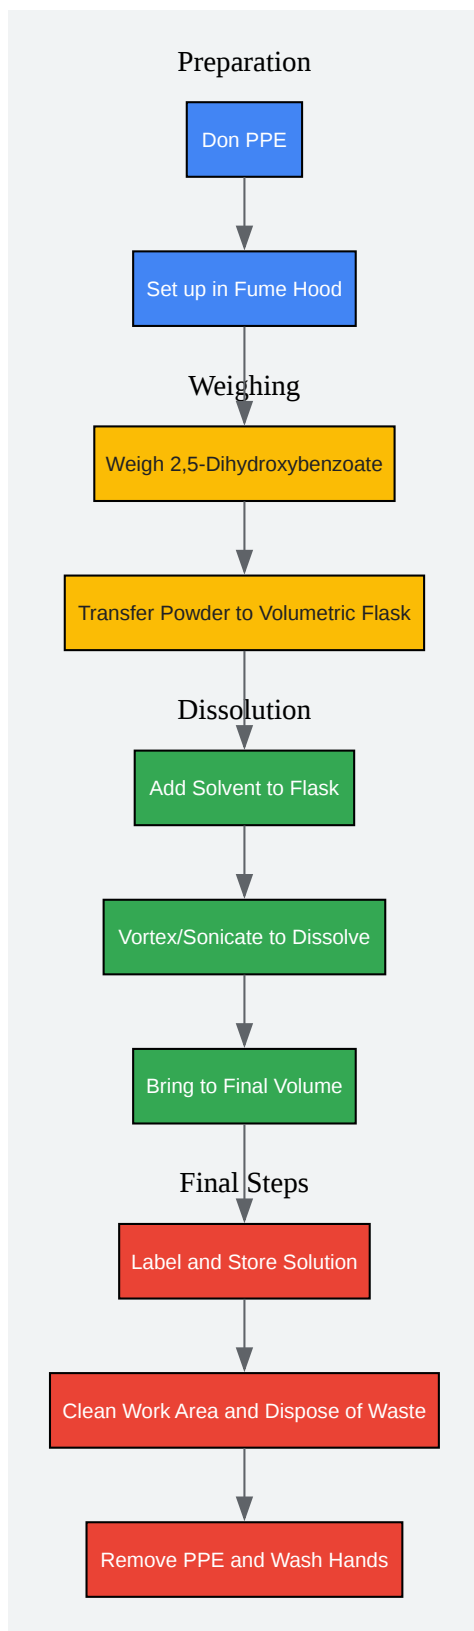 Preparation
Don PPE
Set up in Fume Hood
Weighing
Weigh 2,5-Dihydroxybenzoate
Transfer Powder to Volumetric Flask
Dissolution
Add Solvent to Flask
Vortex/Sonicate to Dissolve
Bring to Final Volume
Final Steps
Label and Store Solution
Clean Work Area and Dispose of Waste
Remove PPE and Wash Hands